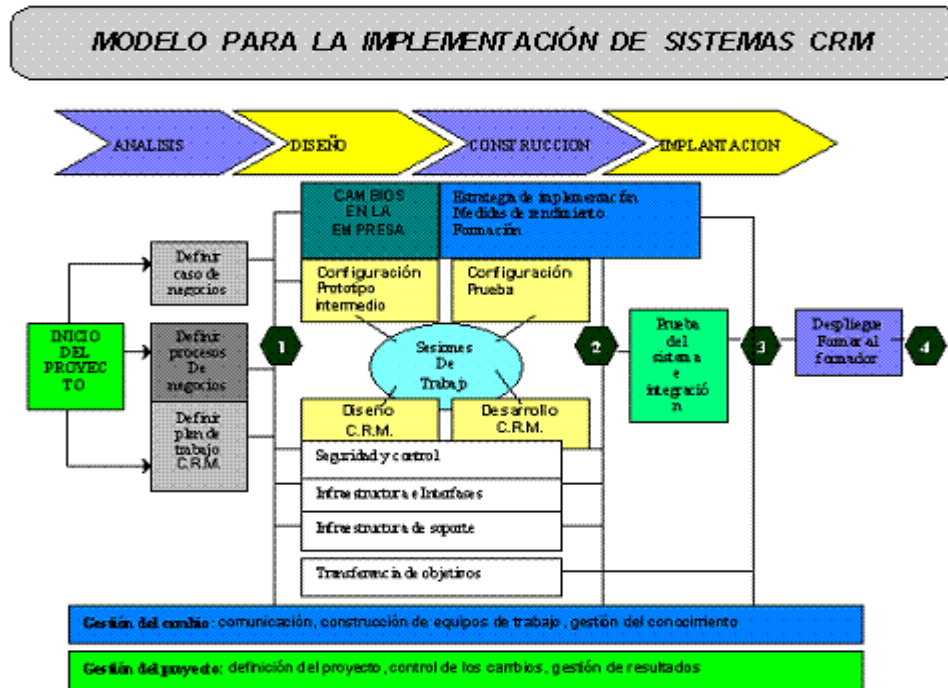 MODELO PARA LA IMPLEMENTACIÓN DE SISTEMAS CRM
ANALISIS
DISEÑO
CONSTRUCCION
IMPLANTACION
CAMBIOS
EN LA
EMPRESA
Estrategia de implementación
Medidas de rendimiento
Formación
Definir
caso de
negocios
Configuración
Prototipo
intermedio
Configuración
Prueba
INICIO
DEL
PROYEC
TO
Definir
procesos
De
negocios
1
Sesiones
De
Trabajo
2
Prueba
del
sistema
e
integració
n
3
Despliegue
Formar al
formador
4
Definir
plan de
trabajo
C.R.M.
Diseño
C.R.M.
Desarrollo
C.R.M.
Seguridad y control
Infraestructura e Interfases
Infraestructura de soporte
Transferencia de objetivos
Gestión del cambio: comunicación, construcción de equipos de trabajo, gestión del conocimiento
Gestión del proyecto: definición del proyecto, control de los cambios, gestión de resultados